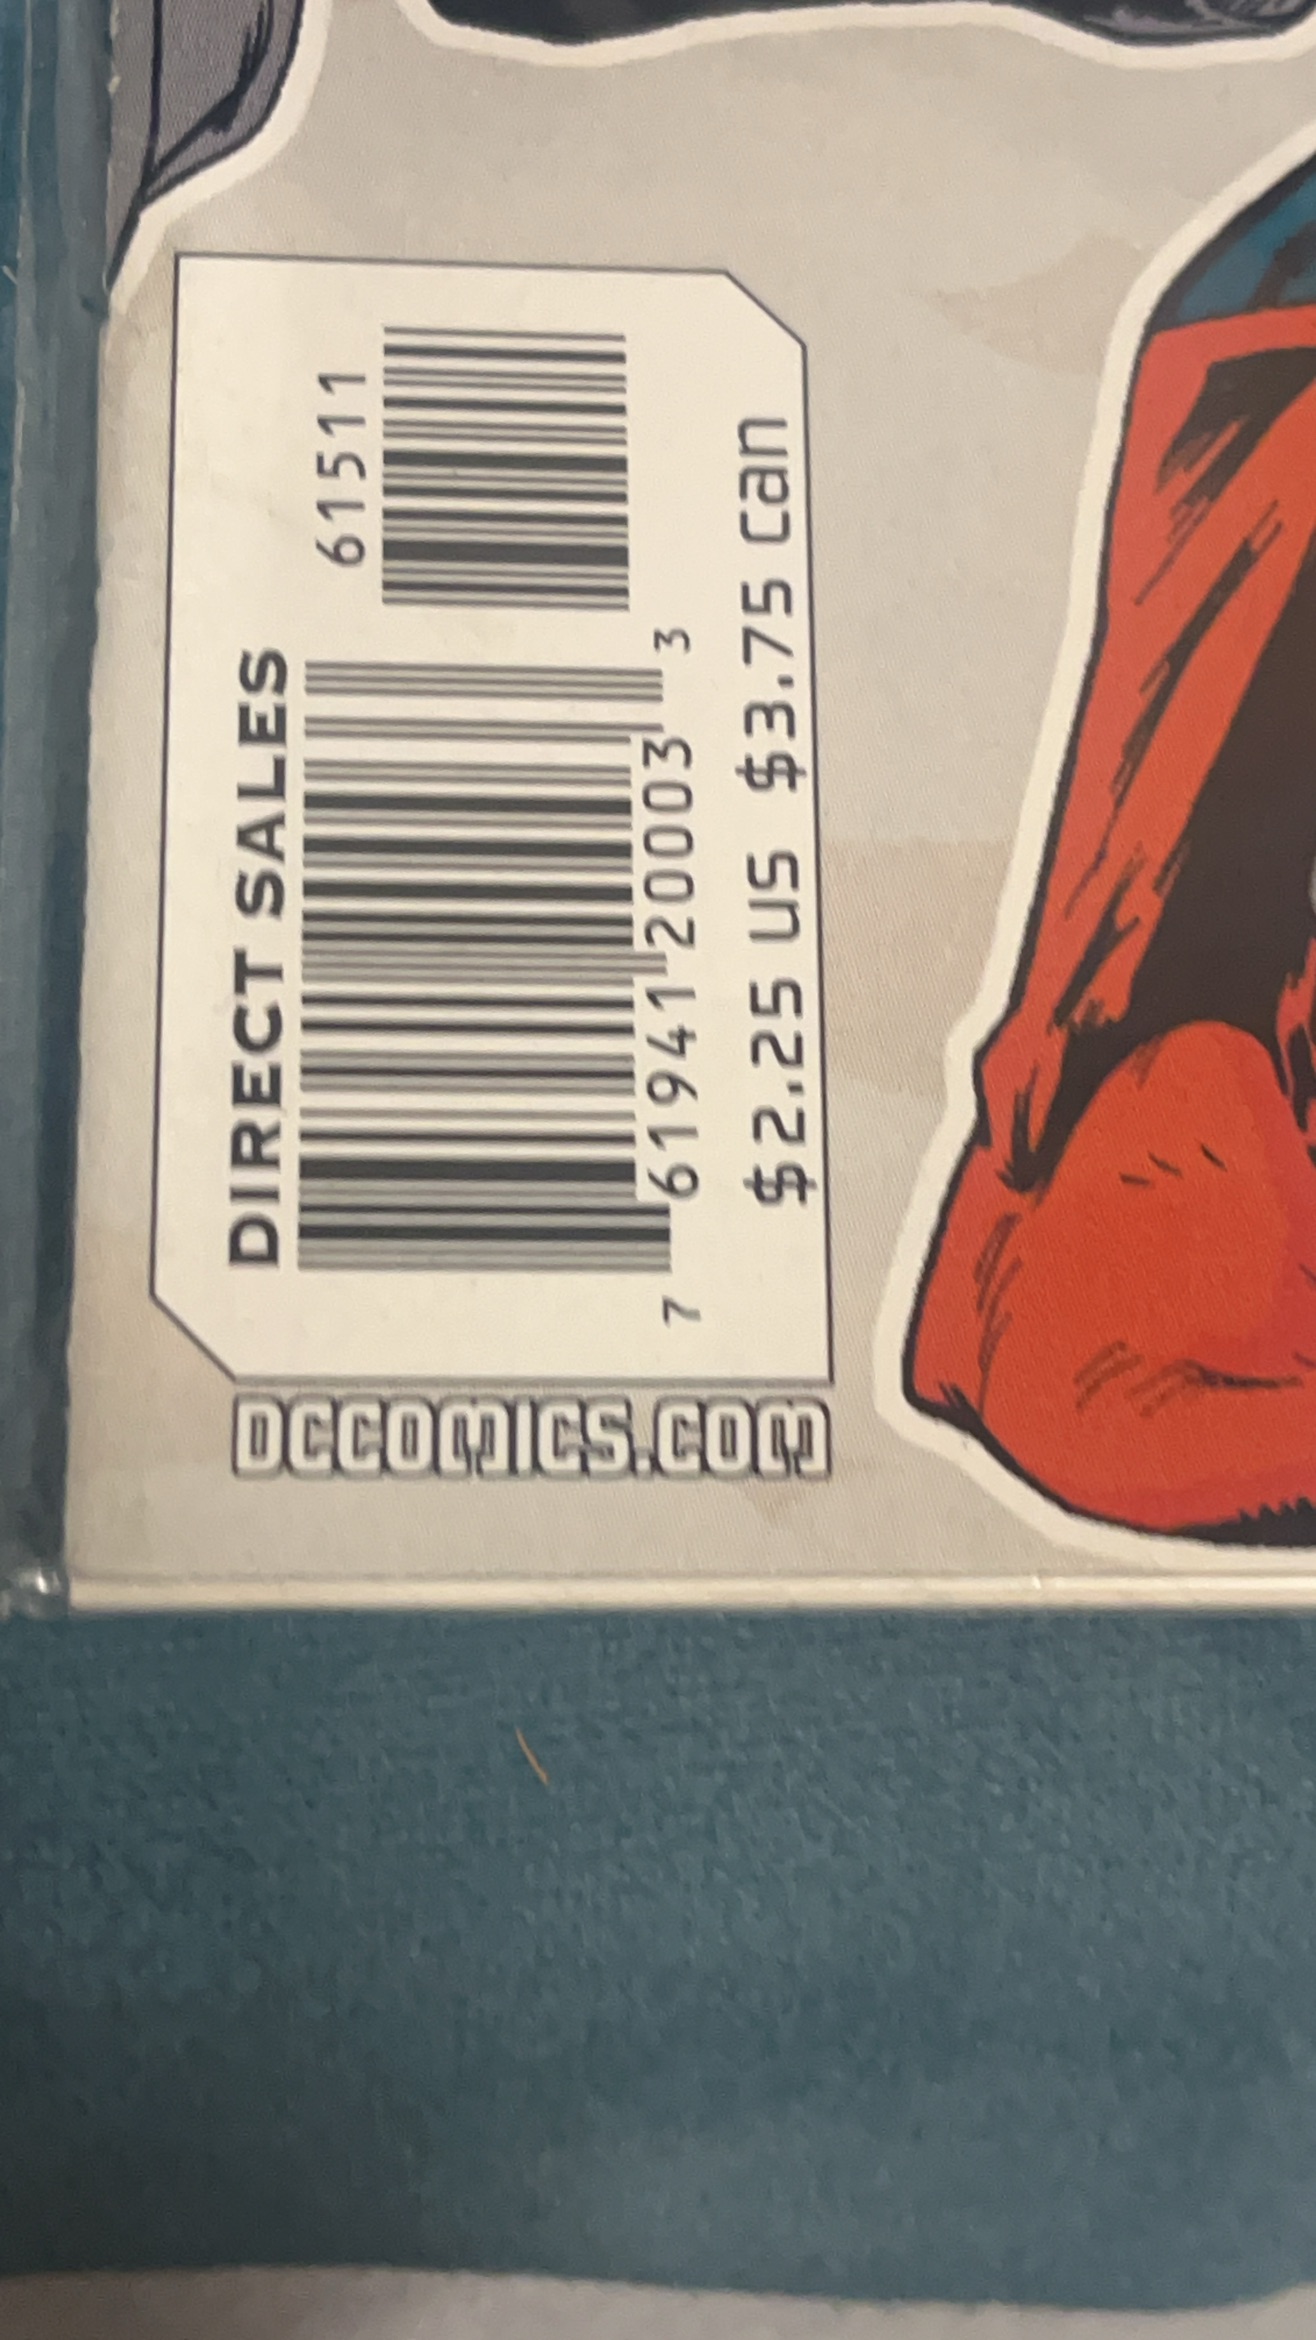 DCCOMICS.COM
DIRECT SALES
61511
7 61941 20003 3
$2.25 US $3.75 Can